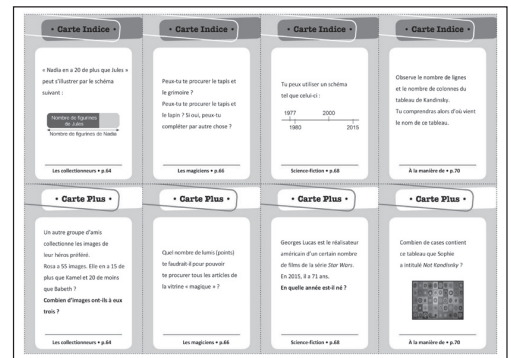 • Carte Indice •
« Nadia en a 20 de plus que Jules »
peut s'illustrer par le schéma
suivant :
Nombre de figurines
de Jules
Nombre de figurines de Nadia
Les collectionneurs • p.64
• Carte Indice •
Peux-tu te procurer le tapis et
le grimoire ?
Peux-tu te procurer le tapis et
le lapin ? Si oui, peux-tu
compléter par autre chose ?
Les magiciens • p.66
• Carte Indice •
Tu peux utiliser un schéma
tel que celui-ci :
1977 2000
1980 2015
Science-fiction • p.68
• Carte Indice •
Observe le nombre de lignes
et le nombre de colonnes du
tableau de Kandinsky.
Tu comprendras alors d'où vient
le nom de ce tableau.
À la manière de • p.70
• Carte Plus •
Un autre groupe d'amis
collectionne les images de
leur héros préféré.
Rosa a 55 images. Elle en a 15 de
plus que Kamel et 20 de moins
que Babeth ?
Combien d'images ont-ils à eux
trois ?
Les collectionneurs • p.64
• Carte Plus •
Quel nombre de lumis (points)
te faudrait-il pour pouvoir
te procurer tous les articles de
la vitrine « magique » ?
Les magiciens • p.66
• Carte Plus •
Georges Lucas est le réalisateur
américain d'un certain nombre
de films de la série Star Wars.
En 2015, il a 71 ans.
En quelle année est-il né ?
Science-fiction • p.68
• Carte Plus •
Combien de cases contient
ce tableau que Sophie
a intitulé Not Kandisky ?
À la manière de • p.70